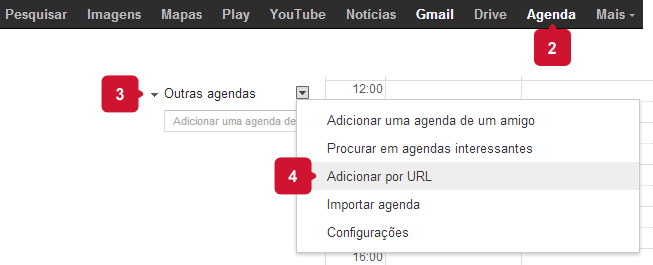 Pesquisar Imagens Mapas Play YouTube Notícias Gmail Drive Agenda Mais
2
3 Outras agendas 12:00
Adicionar uma agenda de
Adicionar uma agenda de um amigo
Procurar em agendas interessantes
4 Adicionar por URL
Importar agenda
Configurações
16:00